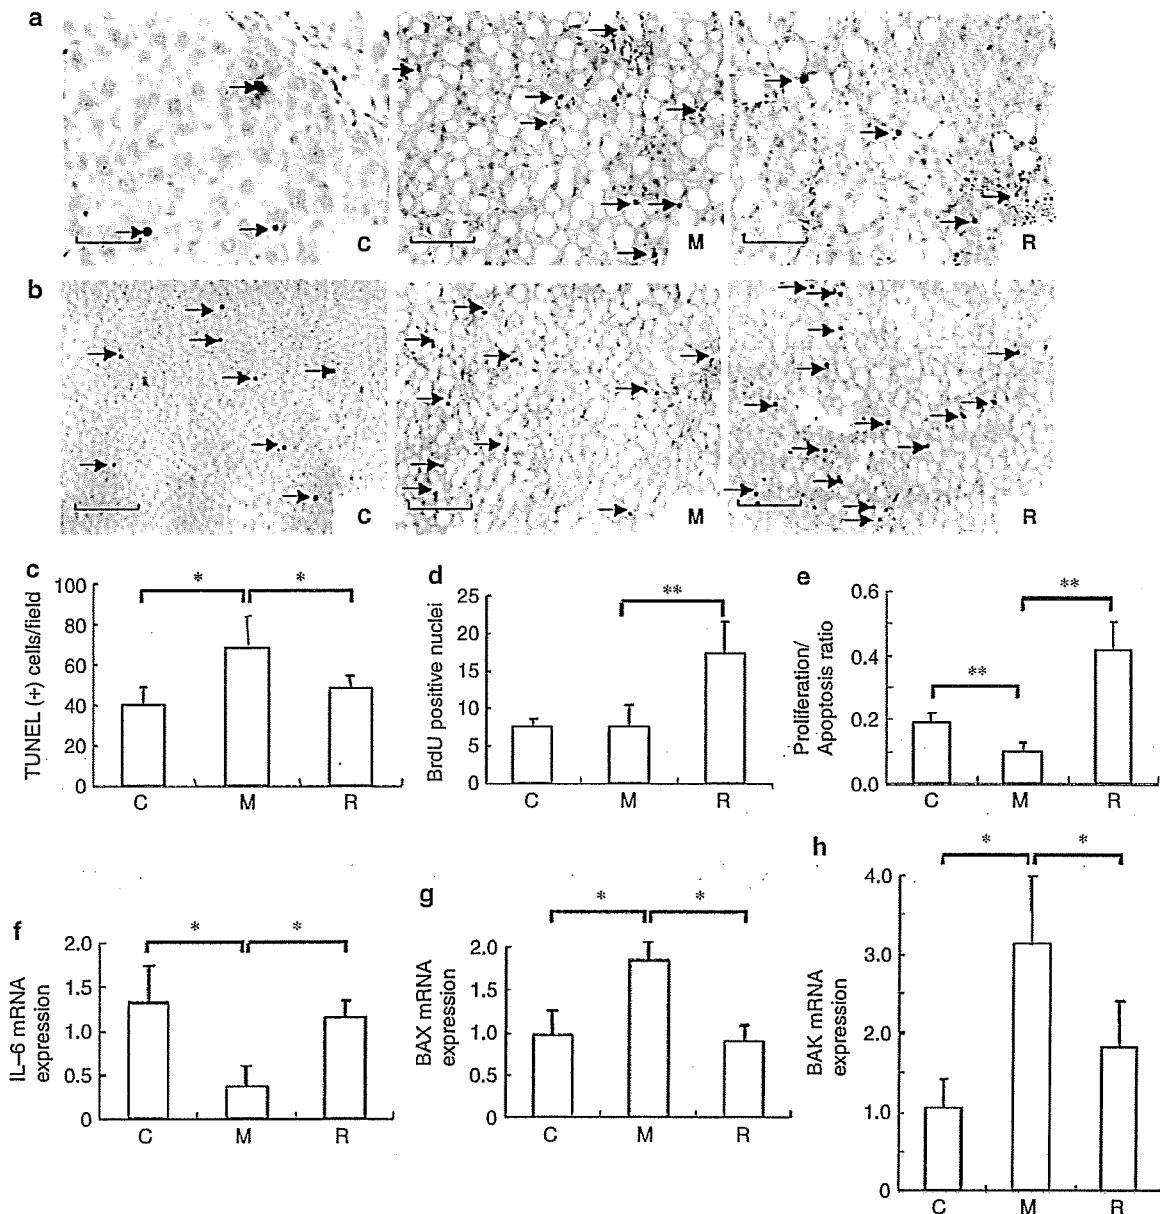 a
C
M
R
b
C
M
R
c
TUNEL (+) cells/field
100
80
60
40
20
0
* *
C M R
d
BrdU positive nuclei
25
20
15
10
5
0
**
C M R
e
Proliferation/
Apoptosis ratio
0.6
0.4
0.2
0.0
** **
C M R
f
IL–6 mRNA
expression
2.0
1.5
1.0
0.5
0
* *
C M R
g
BAX mRNA
expression
2.0
1.5
1.0
0.5
0
* *
C M R
h
BAK mRNA
expression
4.0
3.0
2.0
1.0
0
* *
C M R